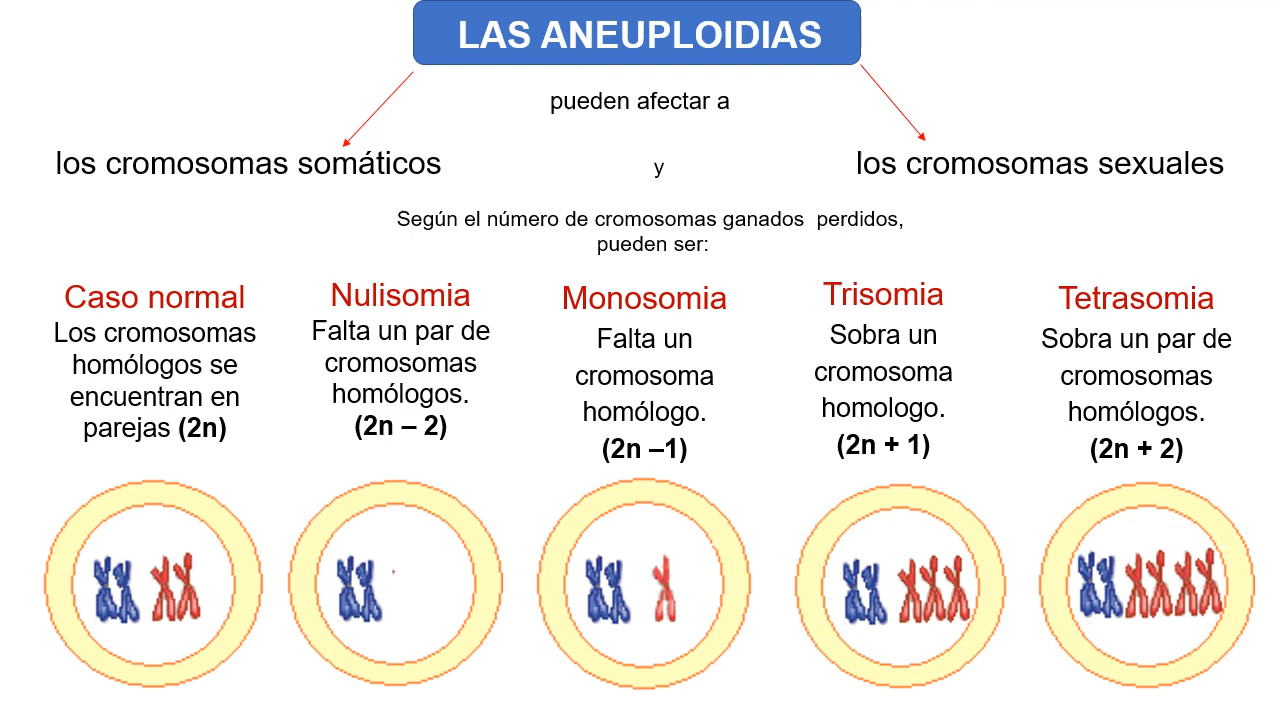 LAS ANEUPLOIDIAS
pueden afectar a
los cromosomas somáticos
y
los cromosomas sexuales
Según el número de cromosomas ganados  perdidos,
pueden ser:
Caso normal
Los cromosomas
homólogos se
encuentran en
parejas (2n)
Nulisomia
Falta un par de
cromosomas
homólogos.
(2n – 2)
Monosomia
Falta un
cromosoma
homólogo.
(2n –1)
Trisomia
Sobra un
cromosoma
homologo.
(2n + 1)
Tetrasomia
Sobra un par de
cromosomas
homólogos.
(2n + 2)